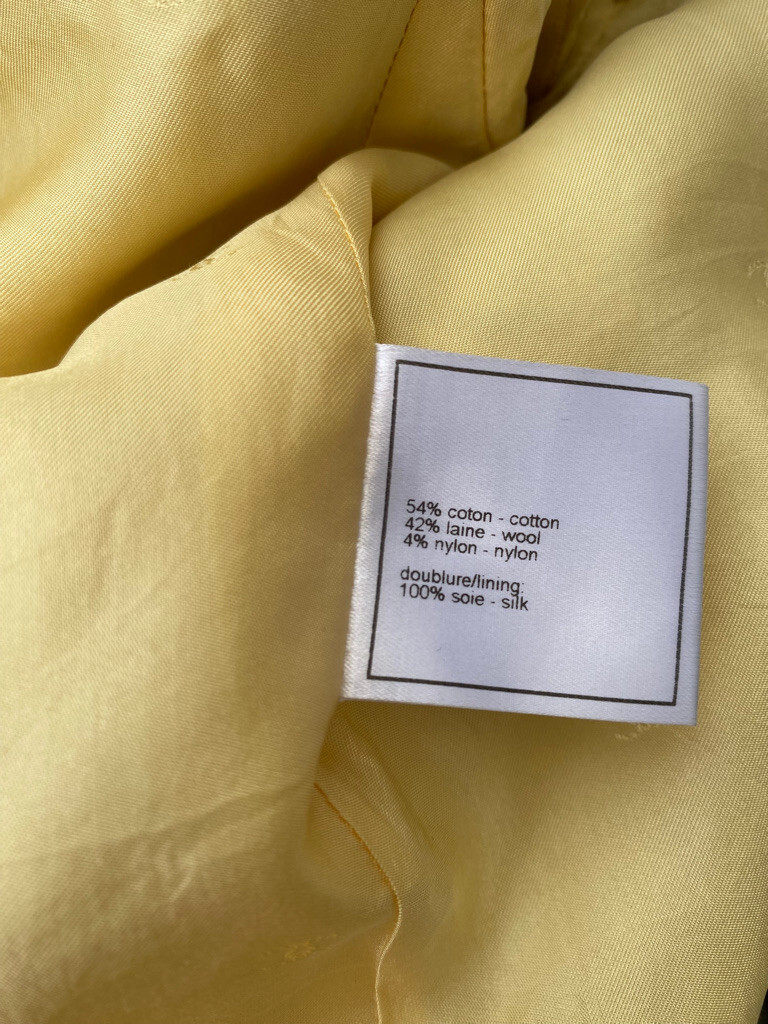 54% coton - cotton
42% laine - wool
4% nylon - nylon
doublure/lining:
100% soie - silk